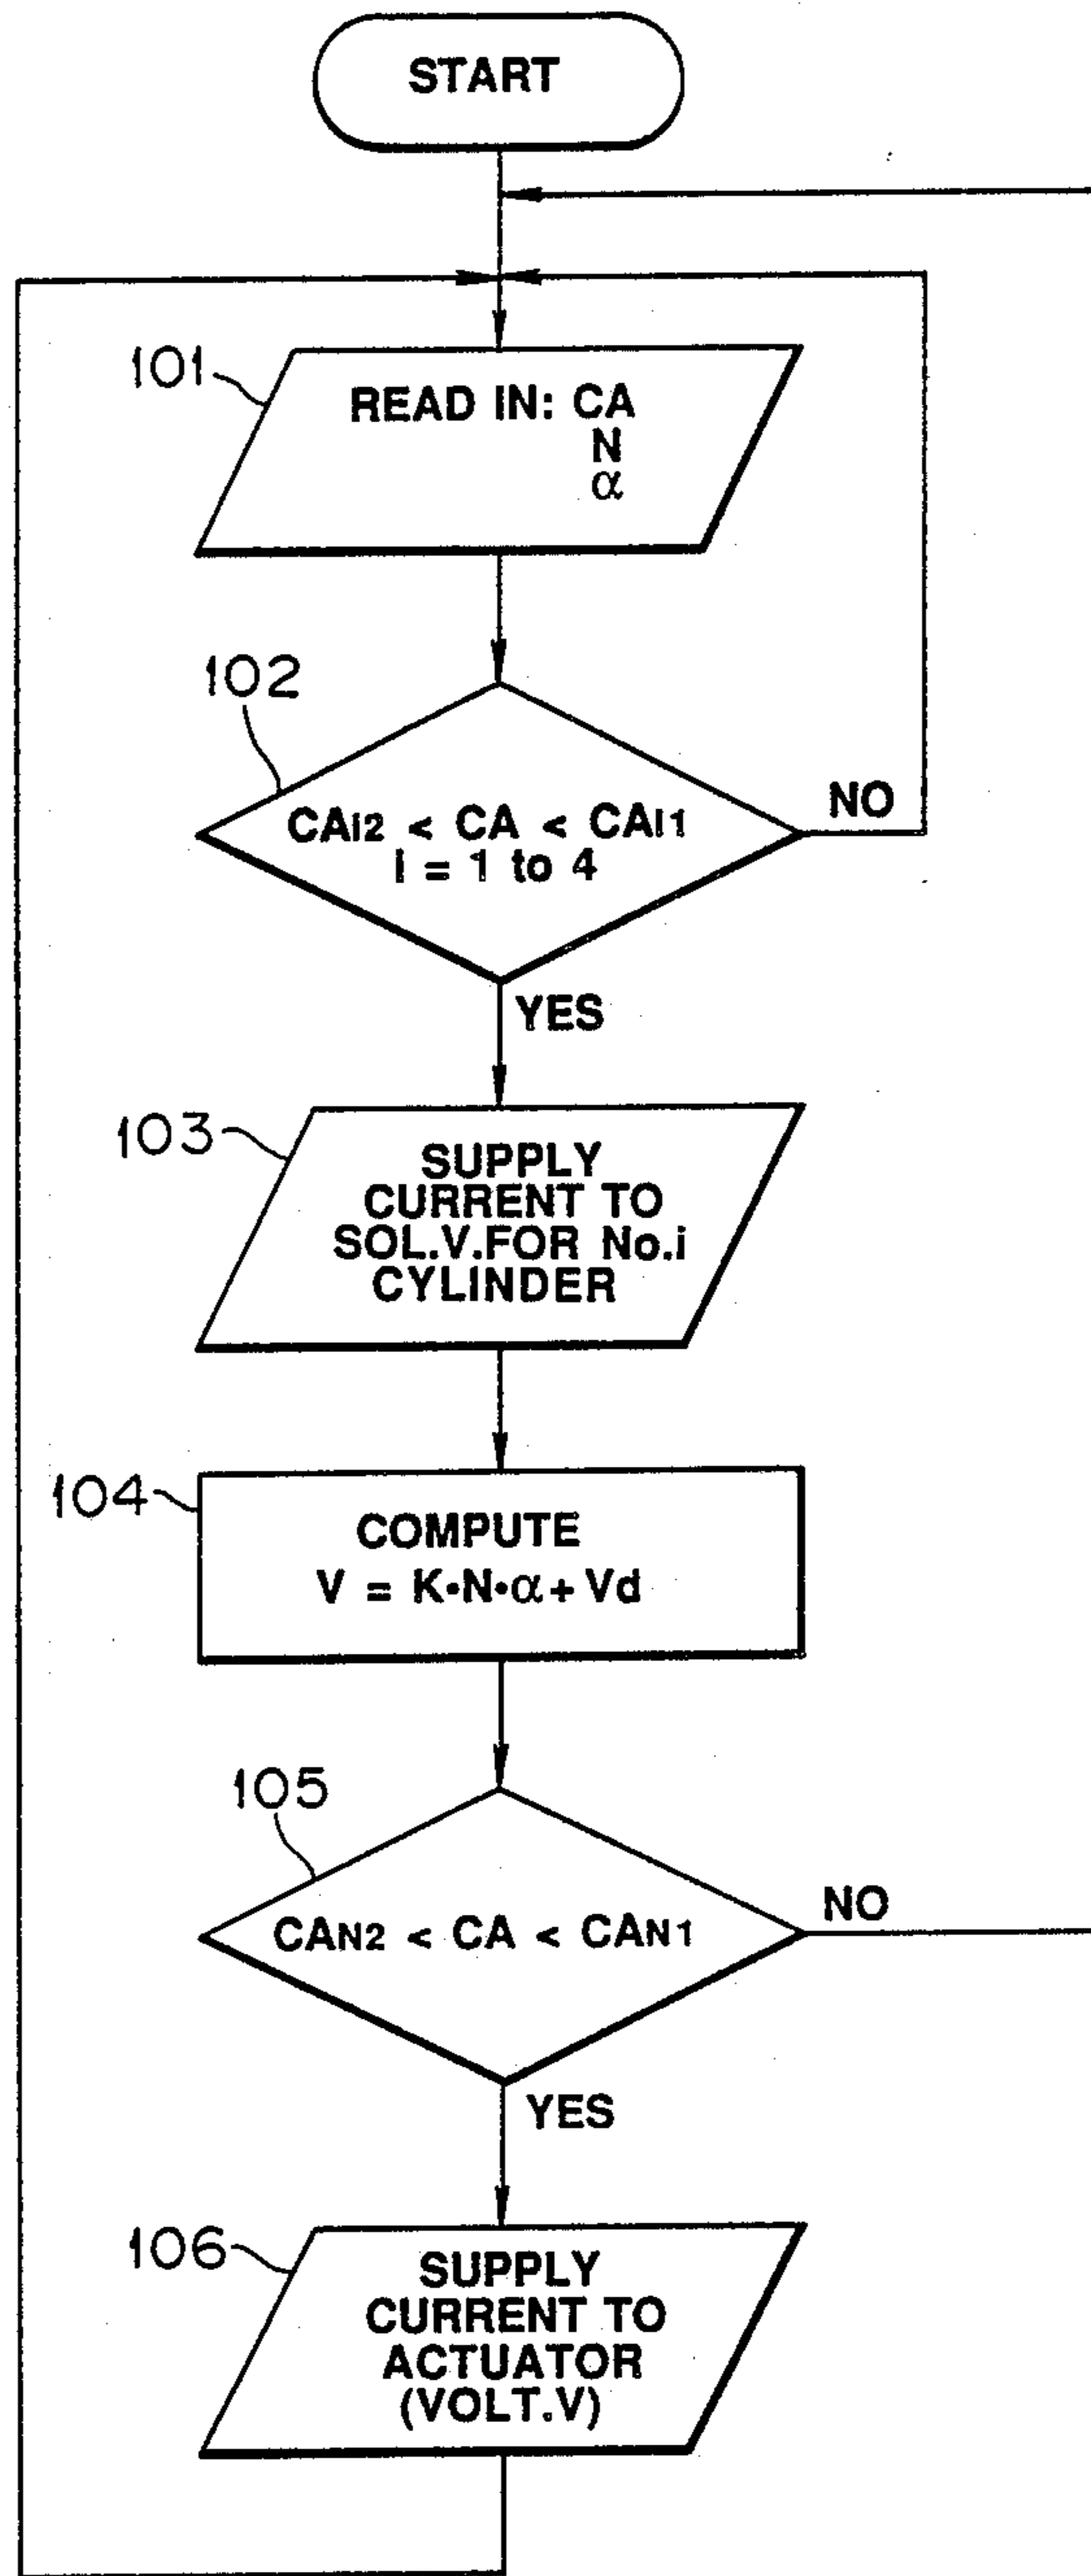 START
101
READ IN: CA
N
α
102
CAi2 < CA < CAi1
i = 1 to 4
NO
YES
103
SUPPLY
CURRENT TO
SOL.V.FOR No.i
CYLINDER
104
COMPUTE
V = K·N·α+ Vd
105
CAN2 < CA < CAN1
NO
YES
106
SUPPLY
CURRENT TO
ACTUATOR
(VOLT.V)